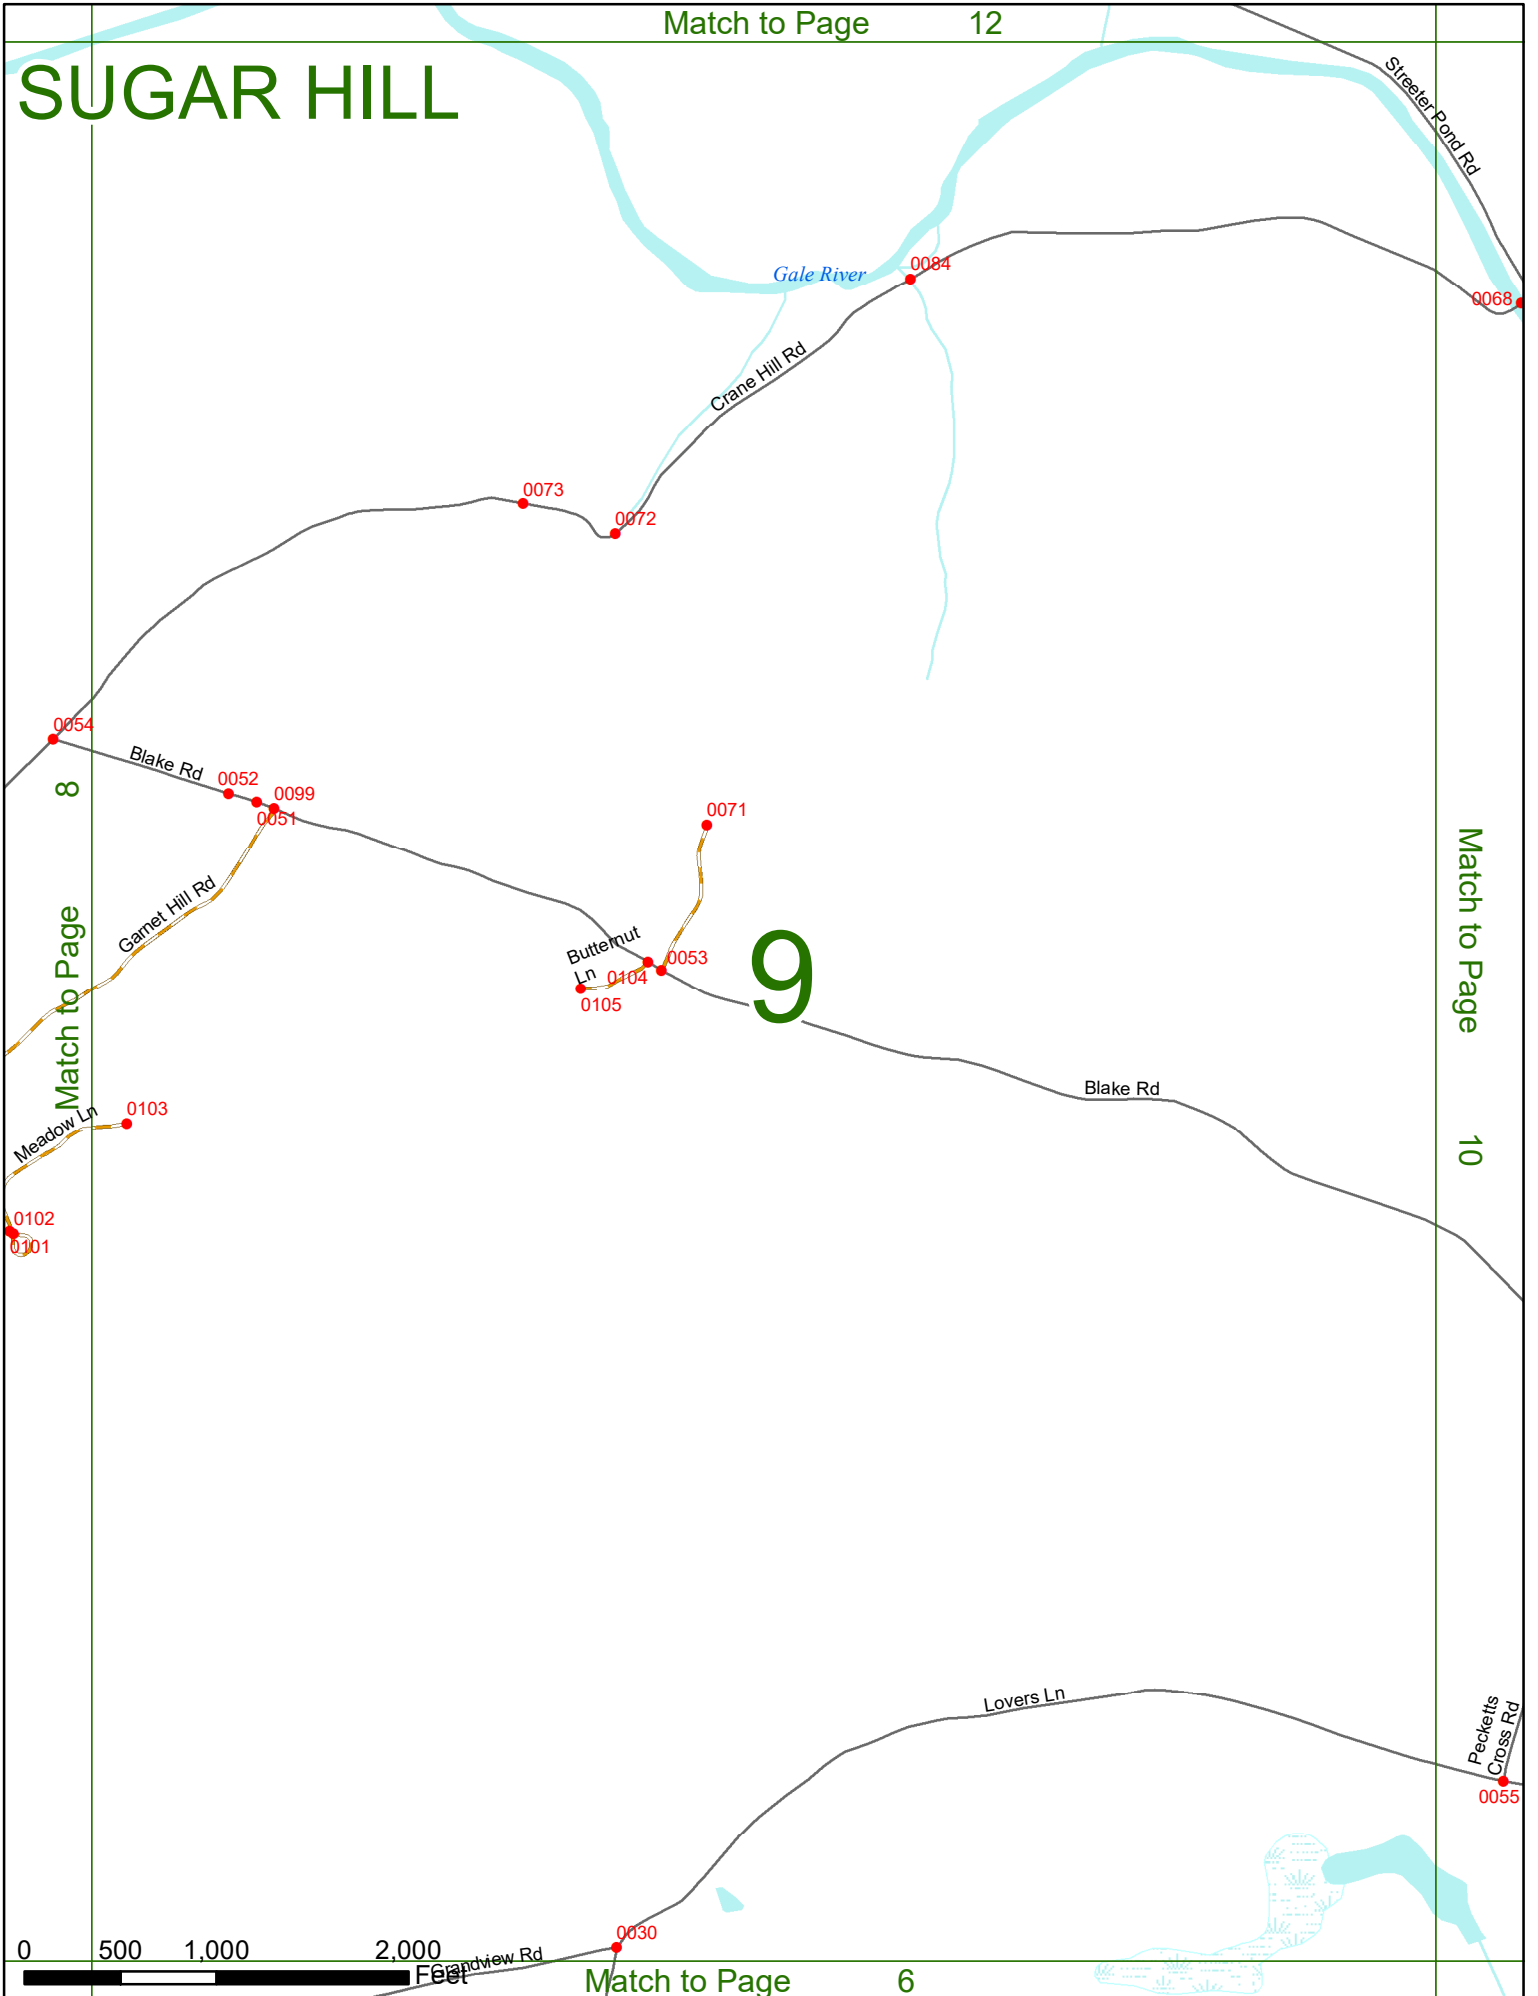 Match to Page 12
SUGAR HILL
Streeter Pond Rd
Gale River
0084
0068
Crane Hill Rd
0073
0072
0054
Blake Rd
0052
0099
0051
8
Match to Page
0071
Garnet Hill Rd
Match to Page
10
Butternut
Ln
0104
0053
0105
9
Blake Rd
0103
Meadow Ln
0102
0101
Lovers Ln
Pecketts
Cross Rd
0055
0030
0 500 1,000 2,000
Feet
Grandview Rd
Match to Page 6